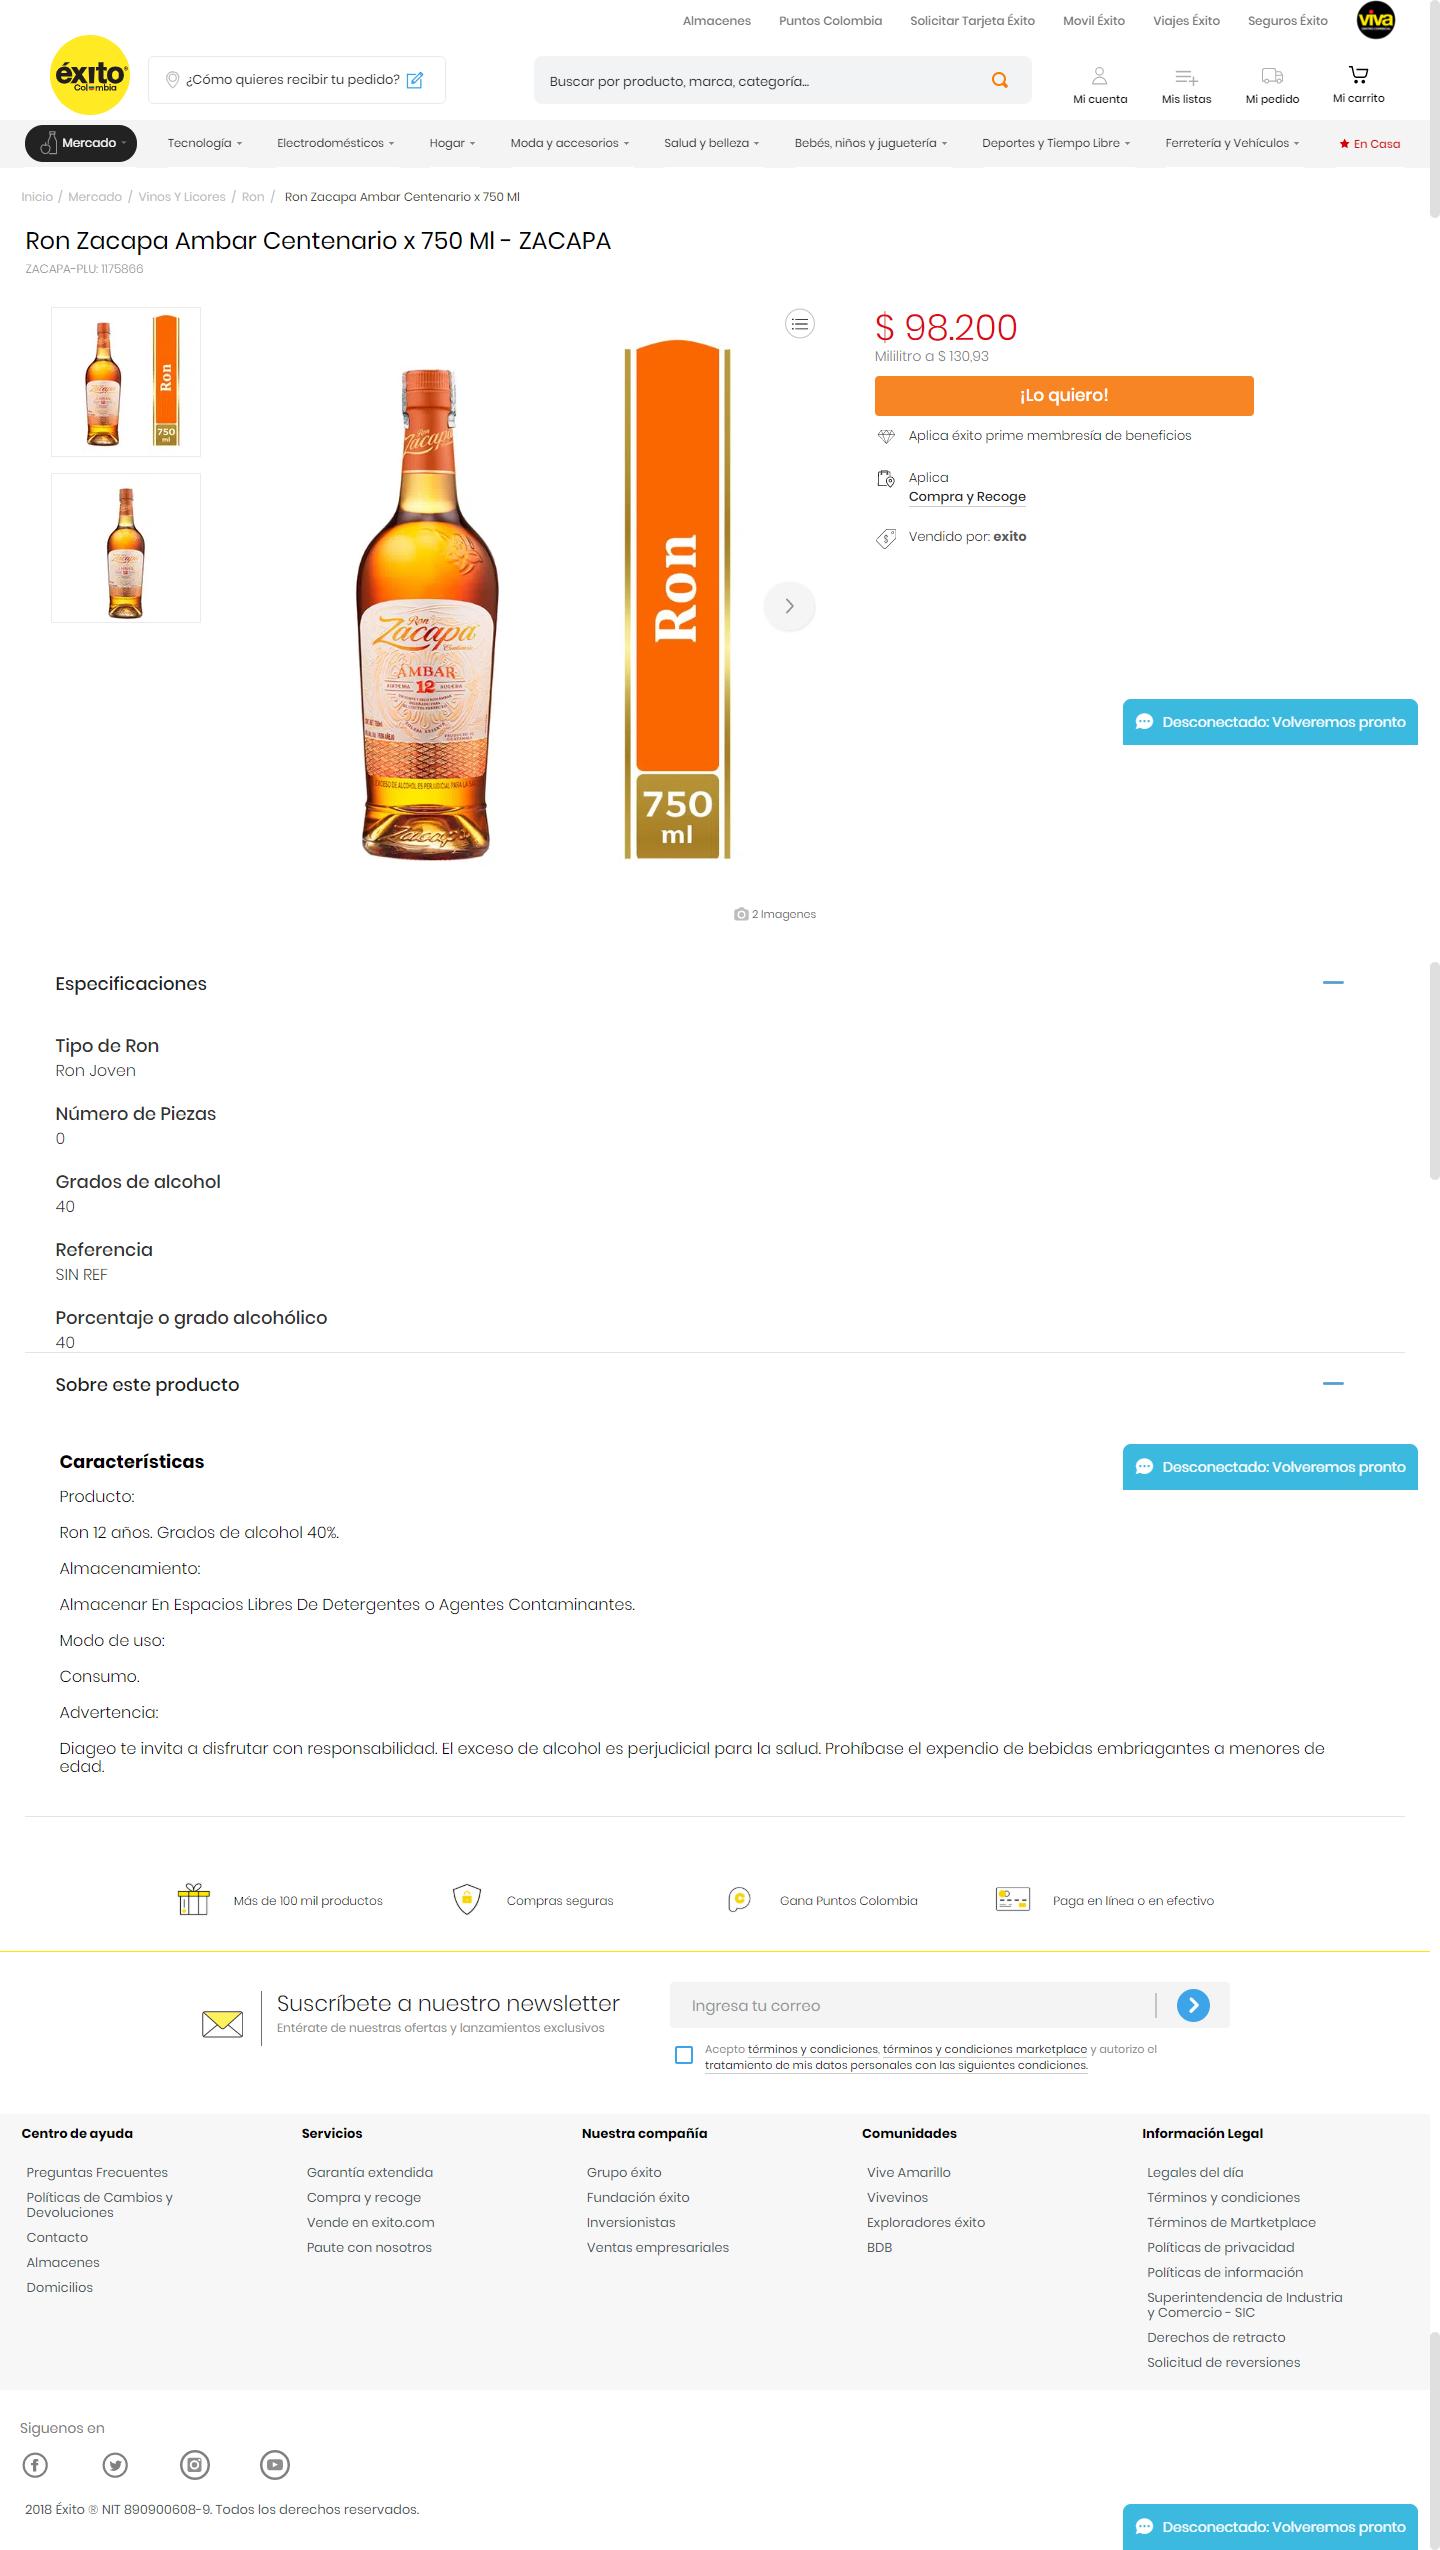 Almacenes Puntos Colombia Solicitar Tarjeta Éxito Movil Éxito Viajes Éxito Seguros Éxito viva
éxito
Colombia
¿Cómo quieres recibir tu pedido?
Buscar por producto, marca, categoría...
Mi cuenta Mis listas Mi pedido Mi carrito
Mercado Tecnología Electrodomésticos Hogar Moda y accesorios Salud y belleza Bebés, niños y juguetería Deportes y Tiempo Libre Ferretería y Vehículos En Casa
Inicio / Mercado / Vinos Y Licores / Ron / Ron Zacapa Ambar Centenario x 750 Ml
Ron Zacapa Ambar Centenario x 750 Ml - ZACAPA
ZACAPA-PLU: 1175866
Ron
750
ml
Zacapa
Ron
Zacapa
Centenario
ÁMBAR
SISTEMA 12 SOLERA
EXCESO DE ALCOHOL ES PERJUDICIAL PARA LA
Zacapa
Ron
750
ml
$ 98.200
Mililitro a $ 130,93
¡Lo quiero!
Aplica éxito prime membresía de beneficios
Aplica
Compra y Recoge
Vendido por: exito
Desconectado: Volveremos pronto
2 Imagenes
Especificaciones
Tipo de Ron
Ron Joven
Número de Piezas
0
Grados de alcohol
40
Referencia
SIN REF
Porcentaje o grado alcohólico
40
Sobre este producto
Características
Desconectado: Volveremos pronto
Producto:
Ron 12 años. Grados de alcohol 40%.
Almacenamiento:
Almacenar En Espacios Libres De Detergentes o Agentes Contaminantes.
Modo de uso:
Consumo.
Advertencia:
Diageo te invita a disfrutar con responsabilidad. El exceso de alcohol es perjudicial para la salud. Prohíbase el expendio de bebidas embriagantes a menores de
edad.
Más de 100 mil productos
Compras seguras
Gana Puntos Colombia
Paga en línea o en efectivo
Suscríbete a nuestro newsletter
Entérate de nuestras ofertas y lanzamientos exclusivos
Ingresa tu correo
Acepto términos y condiciones, términos y condiciones marketplace y autorizo el
tratamiento de mis datos personales con las siguientes condiciones.
Centro de ayuda
Preguntas Frecuentes
Políticas de Cambios y
Devoluciones
Contacto
Almacenes
Domicilios
Servicios
Garantía extendida
Compra y recoge
Vende en exito.com
Paute con nosotros
Nuestra compañía
Grupo éxito
Fundación éxito
Inversionistas
Ventas empresariales
Comunidades
Vive Amarillo
Vivevinos
Exploradores éxito
BDB
Información Legal
Legales del día
Términos y condiciones
Términos de Martketplace
Políticas de privacidad
Políticas de información
Superintendencia de Industria
y Comercio - SIC
Derechos de retracto
Solicitud de reversiones
Siguenos en
2018 Éxito ® NIT 890900608-9. Todos los derechos reservados.
Desconectado: Volveremos pronto